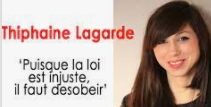 Thiphaine Lagarde
'Puisque la loi
est injuste,
il faut desobeir'